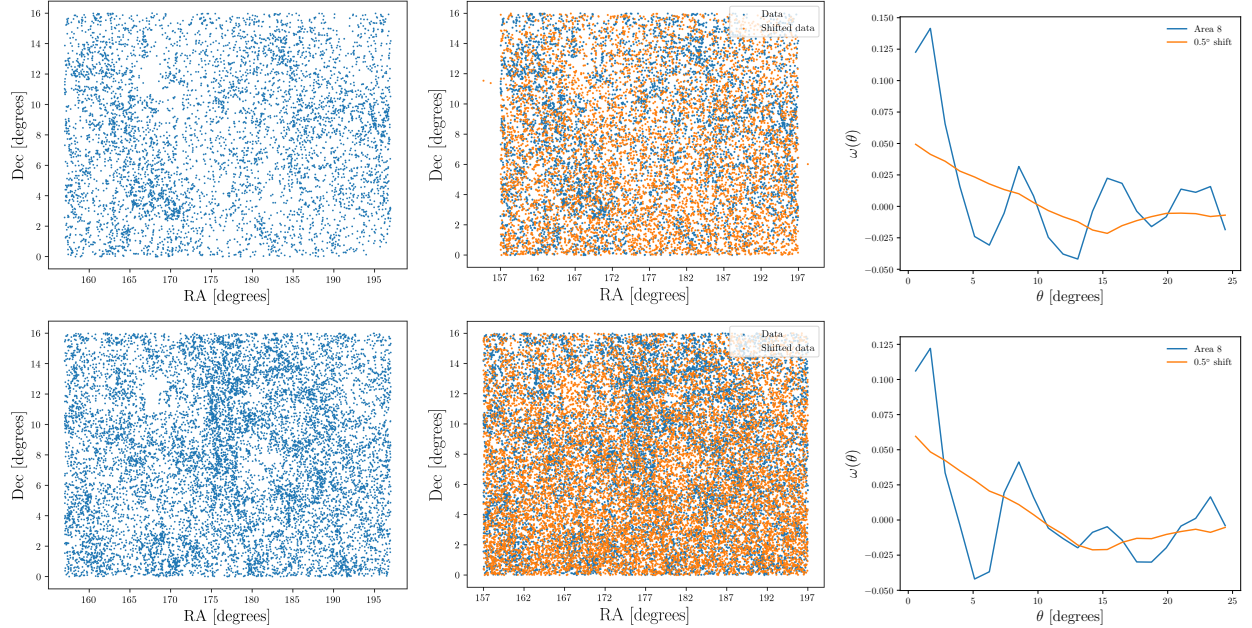 16
14
12
10
8
6
4
2
0
Dec [degrees]
160 165 170 175 180 185 190 195
RA [degrees]
16
14
12
10
8
6
4
2
0
Dec [degrees]
Data
Shifted data
157 162 167 172 177 182 187 192 197
RA [degrees]
0.150
0.125
0.100
0.075
0.050
0.025
0.000
−0.025
−0.050
ω(θ)
Area 8
0.5° shift
0 5 10 15 20 25
θ [degrees]
16
14
12
10
8
6
4
2
0
Dec [degrees]
160 165 170 175 180 185 190 195
RA [degrees]
16
14
12
10
8
6
4
2
0
Dec [degrees]
Data
Shifted data
157 162 167 172 177 182 187 192 197
RA [degrees]
0.125
0.100
0.075
0.050
0.025
0.000
−0.025
−0.050
ω(θ)
Area 8
0.5° shift
0 5 10 15 20 25
θ [degrees]